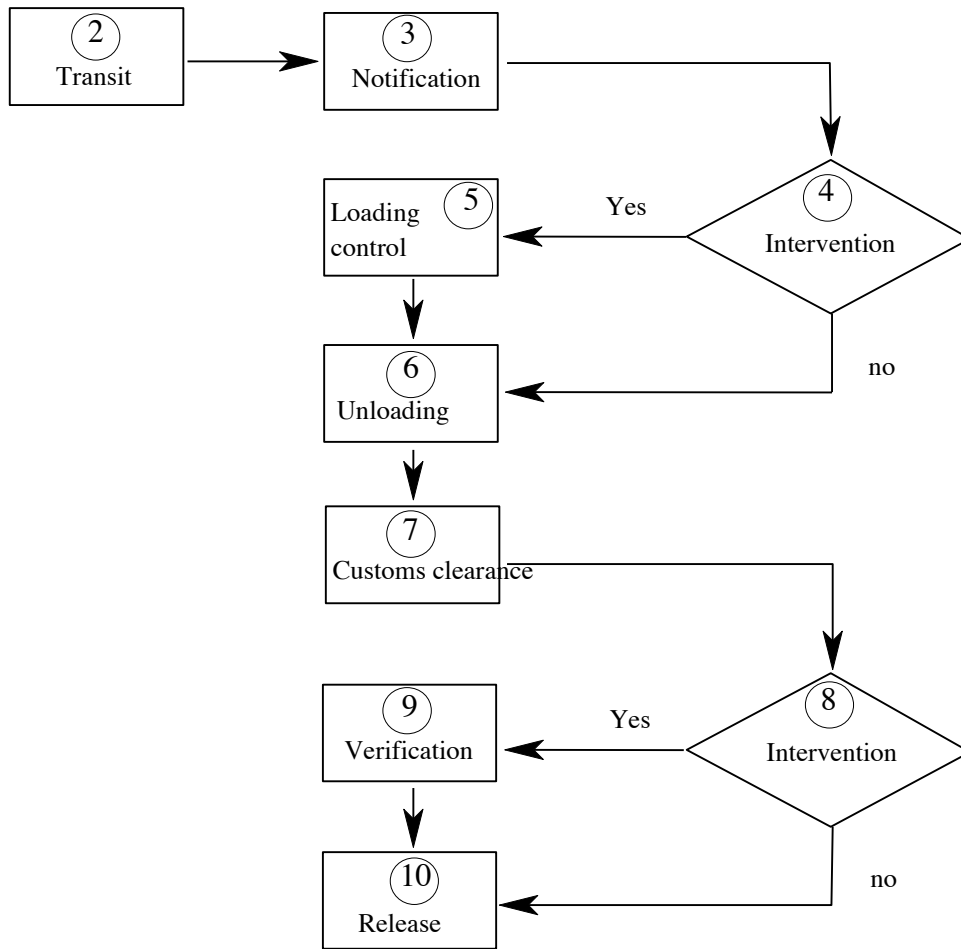 2
Transit
3
Notification
4
Intervention
Yes
5
Loading
control
no
6
Unloading
7
Customs clearance
8
Intervention
Yes
9
Verification
no
10
Release